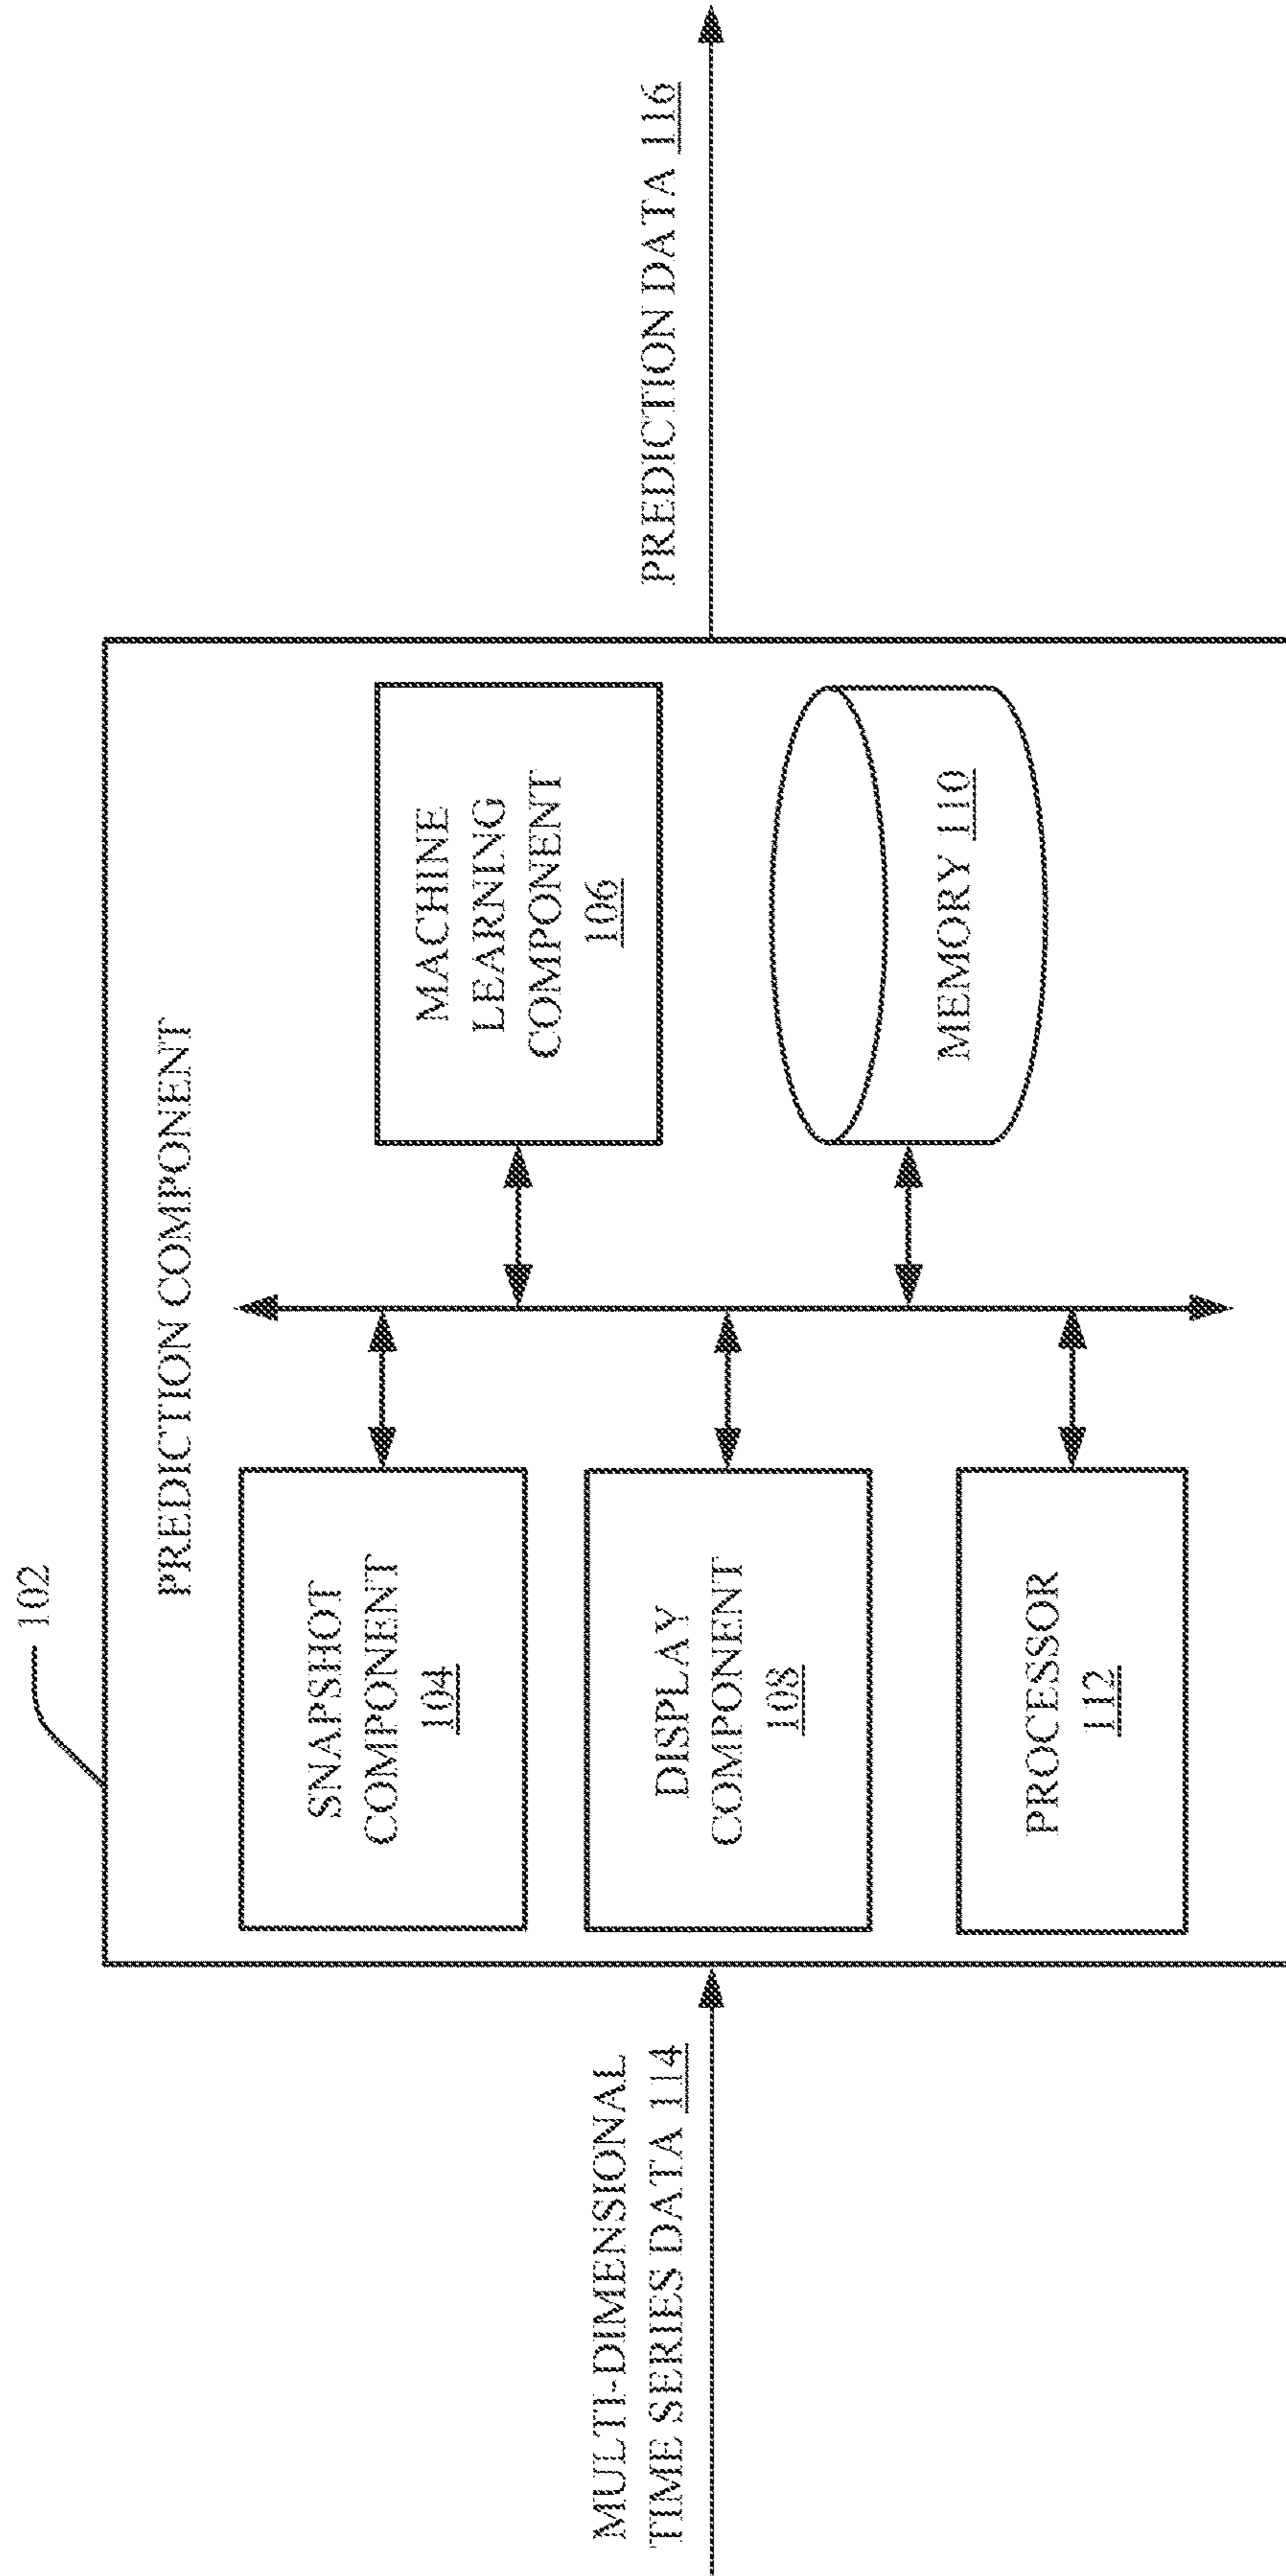 102
PREDICTION COMPONENT
SNAPSHOT
COMPONENT
104
MACHINE
LEARNING
COMPONENT
106
MULTI-DIMENSIONAL
TIME SERIES DATA 114
PREDICTION DATA 116
DISPLAY
COMPONENT
108
MEMORY 110
PROCESSOR
112